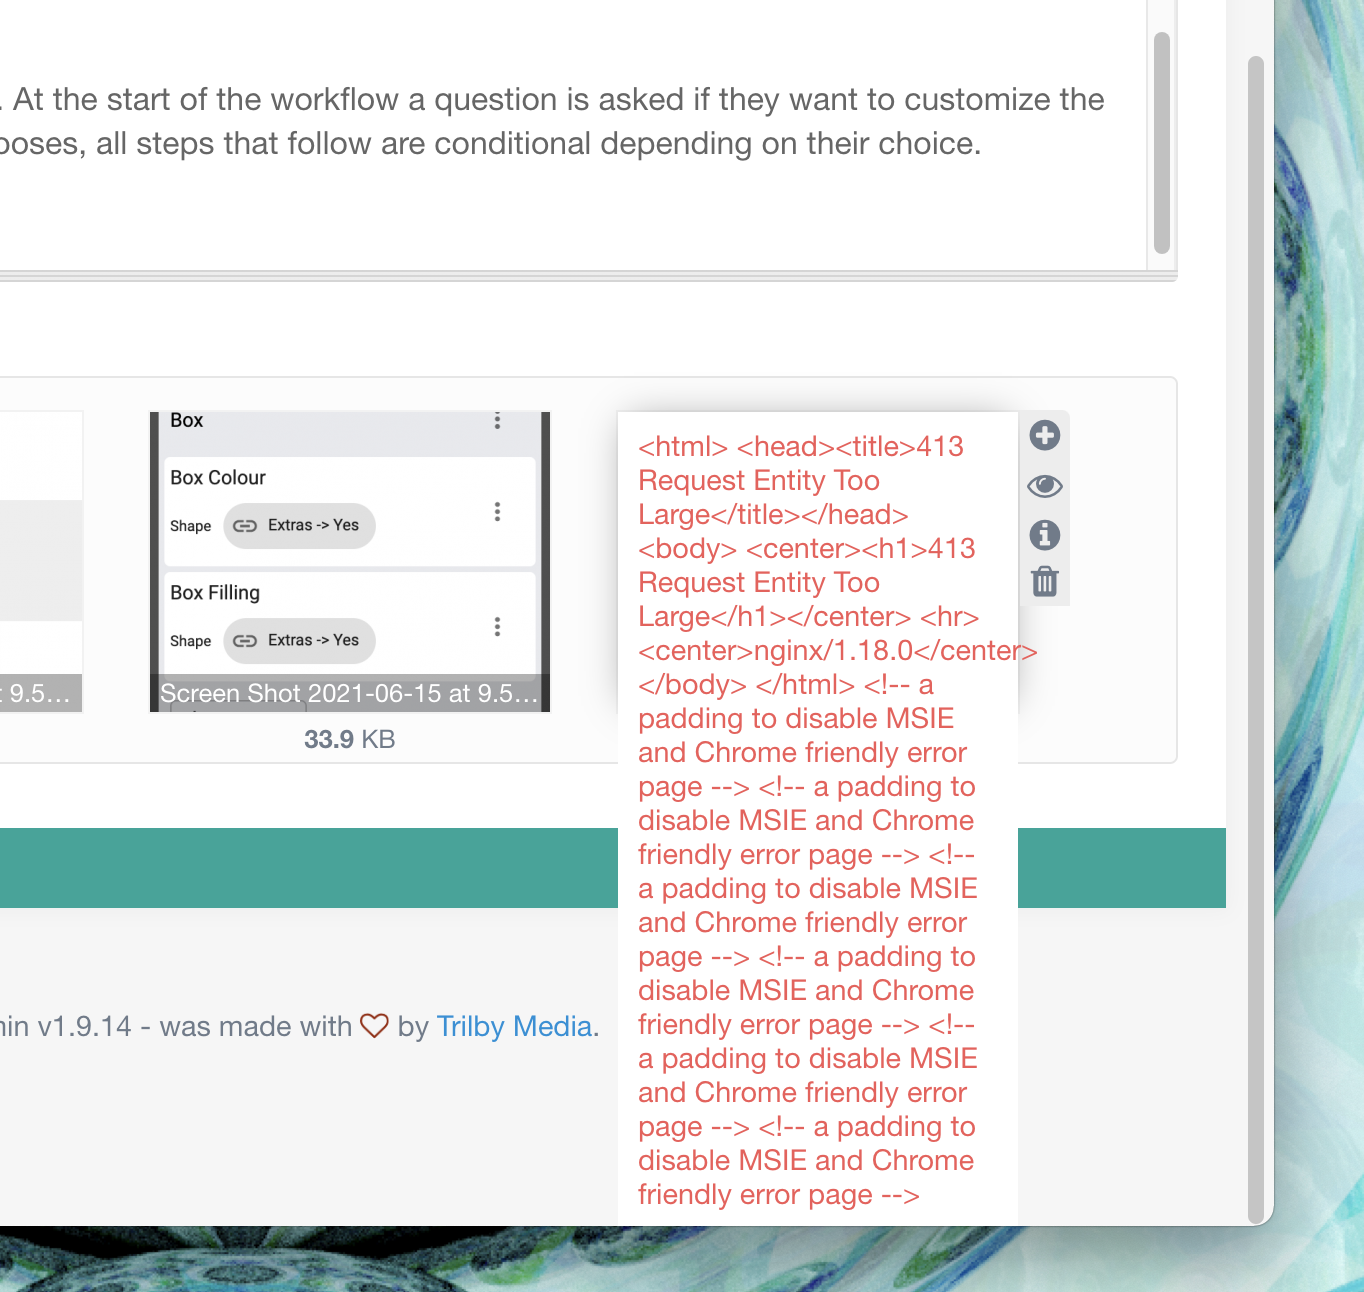 . At the start of the workflow a question is asked if they want to customize the
ooses, all steps that follow are conditional depending on their choice.
Box
Box Colour
Shape Extras -> Yes
Box Filling
Shape Extras -> Yes
t 9.5...
Screen Shot 2021-06-15 at 9.5...
33.9 KB
<html> <head><title>413
Request Entity Too
Large</title></head>
<body> <center><h1>413
Request Entity Too
Large</h1></center> <hr>
<center>nginx/1.18.0</center>
</body> </html> <!-- a
padding to disable MSIE
and Chrome friendly error
page --> <!-- a padding to
disable MSIE and Chrome
friendly error page --> <!--
a padding to disable MSIE
and Chrome friendly error
page --> <!-- a padding to
disable MSIE and Chrome
friendly error page --> <!--
a padding to disable MSIE
and Chrome friendly error
page --> <!-- a padding to
disable MSIE and Chrome
friendly error page -->
in v1.9.14 - was made with ♡ by Trilby Media.